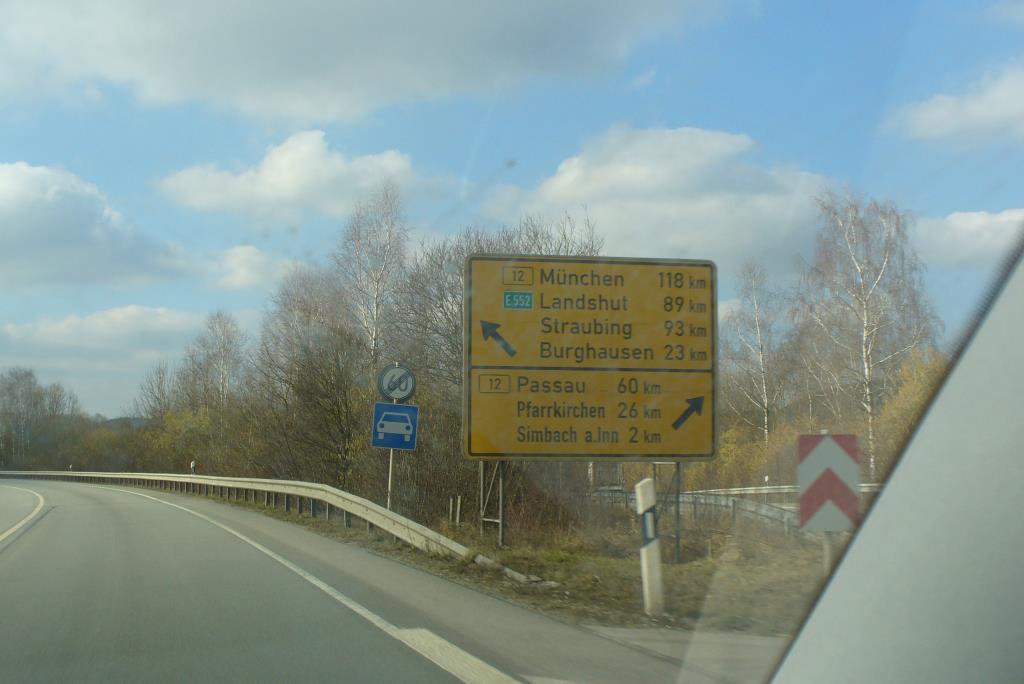 12 München 118 km
E 552 Landshut 89 km
Straubing 93 km
Burghausen 23 km
12 Passau 60 km
Pfarrkirchen 26 km
Simbach a.Inn 2 km
60